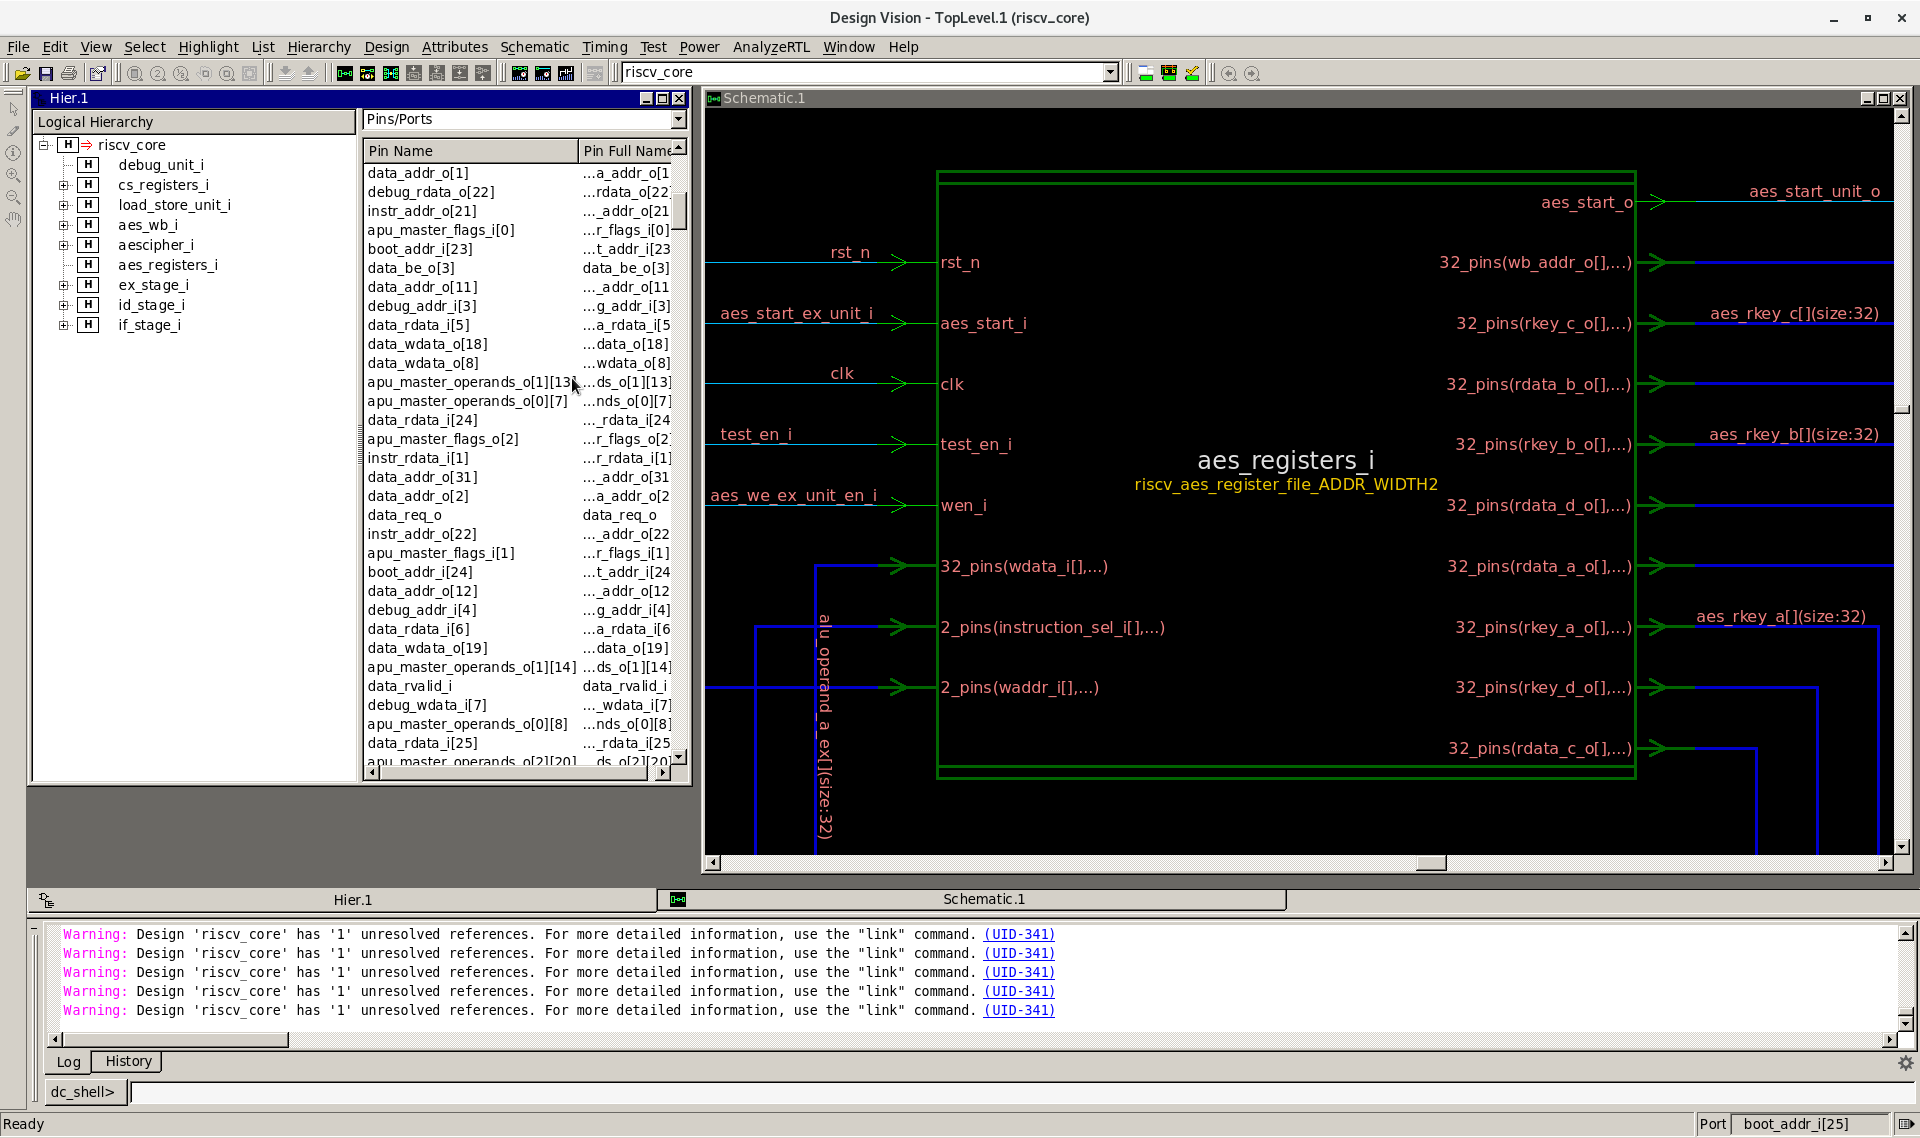 Design Vision - TopLevel.1 (riscv_core)
File Edit View Select Highlight List Hierarchy Design Attributes Schematic Timing Test Power AnalyzeRTL Window Help
riscv_core
Hier.1
Logical Hierarchy
riscv_core
debug_unit_i
cs_registers_i
load_store_unit_i
aes_wb_i
aescipher_i
aes_registers_i
ex_stage_i
id_stage_i
if_stage_i
Pins/Ports
Pin Name Pin Full Name
data_addr_o[1] ...a_addr_o[1
debug_rdata_o[22] ...rdata_o[22
instr_addr_o[21] ..._addr_o[21
apu_master_flags_i[0] ...r_flags_i[0]
boot_addr_i[23] ...t_addr_i[23
data_be_o[3] data_be_o[3]
data_addr_o[11] ..._addr_o[11
debug_addr_i[3] ...g_addr_i[3]
data_rdata_i[5] ...a_rdata_i[5
data_wdata_o[18] ...data_o[18]
data_wdata_o[8] ...wdata_o[8]
apu_master_operands_o[1][13] ...ds_o[1][13]
apu_master_operands_o[0][7] ...nds_o[0][7]
data_rdata_i[24] ..._rdata_i[24
apu_master_flags_o[2] ...r_flags_o[2]
instr_rdata_i[1] ...r_rdata_i[1]
data_addr_o[31] ..._addr_o[31
data_addr_o[2] ...a_addr_o[2
data_req_o data_req_o
instr_addr_o[22] ..._addr_o[22
apu_master_flags_i[1] ...r_flags_i[1]
boot_addr_i[24] ...t_addr_i[24
data_addr_o[12] ..._addr_o[12
debug_addr_i[4] ...g_addr_i[4]
data_rdata_i[6] ...a_rdata_i[6
data_wdata_o[19] ...data_o[19]
apu_master_operands_o[1][14] ...ds_o[1][14]
data_rvalid_i data_rvalid_i
debug_wdata_i[7] ..._wdata_i[7]
apu_master_operands_o[0][8] ...nds_o[0][8]
data_rdata_i[25] ..._rdata_i[25
apu_master_operands_o[2][20] ...ds_o[2][20]
Schematic.1
aes_start_o aes_start_unit_o
rst_n rst_n 32_pins(wb_addr_o[],...)
aes_start_ex_unit_i aes_start_i 32_pins(rkey_c_o[],...) aes_rkey_c[](size:32)
clk clk 32_pins(rdata_b_o[],...)
test_en_i test_en_i 32_pins(rkey_b_o[],...) aes_rkey_b[](size:32)
aes_registers_i
riscv_aes_register_file_ADDR_WIDTH2
aes_we_ex_unit_en_i wen_i 32_pins(rdata_d_o[],...)
32_pins(wdata_i[],...) 32_pins(rdata_a_o[],...)
2_pins(instruction_sel_i[],...) 32_pins(rkey_a_o[],...) aes_rkey_a[](size:32)
2_pins(waddr_i[],...) 32_pins(rkey_d_o[],...)
32_pins(rdata_c_o[],...)
alu_operand_a_ex[](size:32)
Hier.1 Schematic.1
Warning: Design 'riscv_core' has '1' unresolved references. For more detailed information, use the "link" command. (UID-341)
Warning: Design 'riscv_core' has '1' unresolved references. For more detailed information, use the "link" command. (UID-341)
Warning: Design 'riscv_core' has '1' unresolved references. For more detailed information, use the "link" command. (UID-341)
Warning: Design 'riscv_core' has '1' unresolved references. For more detailed information, use the "link" command. (UID-341)
Warning: Design 'riscv_core' has '1' unresolved references. For more detailed information, use the "link" command. (UID-341)
Log History
dc_shell>
Ready Port boot_addr_i[25]